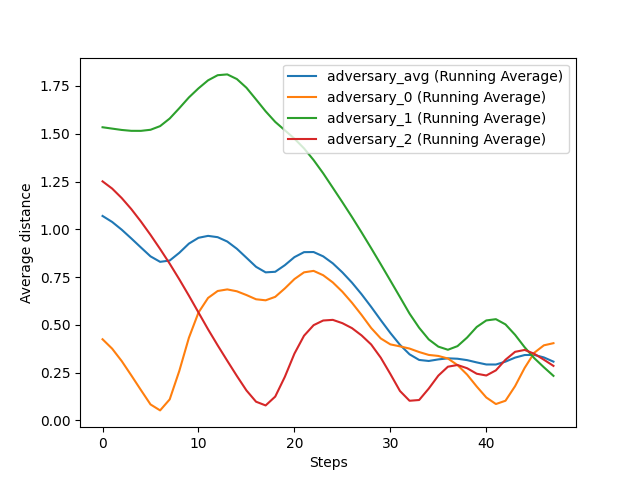 adversary_avg (Running Average)
adversary_0 (Running Average)
adversary_1 (Running Average)
adversary_2 (Running Average)
Average distance
1.75
1.50
1.25
1.00
0.75
0.50
0.25
0.00
0 10 20 30 40
Steps